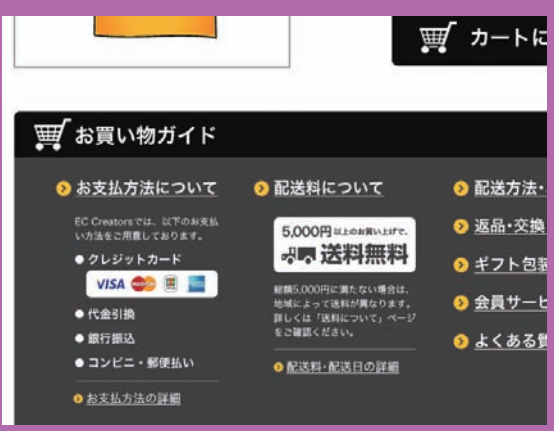 カートに
お買い物ガイド
お支払方法について
EC Creatorsでは、以下のお支払
い方法をご用意しております。
クレジットカード
VISA
代金引換
銀行振込
コンビニ・郵便払い
お支払方法の詳細
配送料について
5,000円以上のお買い上げで、
送料無料
総額5,000円に満たない場合は、
地域によって送料が異なります。
詳しくは「送料について」ページ
をご確認ください。
配送料・配送日の詳細
配送方法・
返品・交換
ギフト包装
会員サービ
よくある質